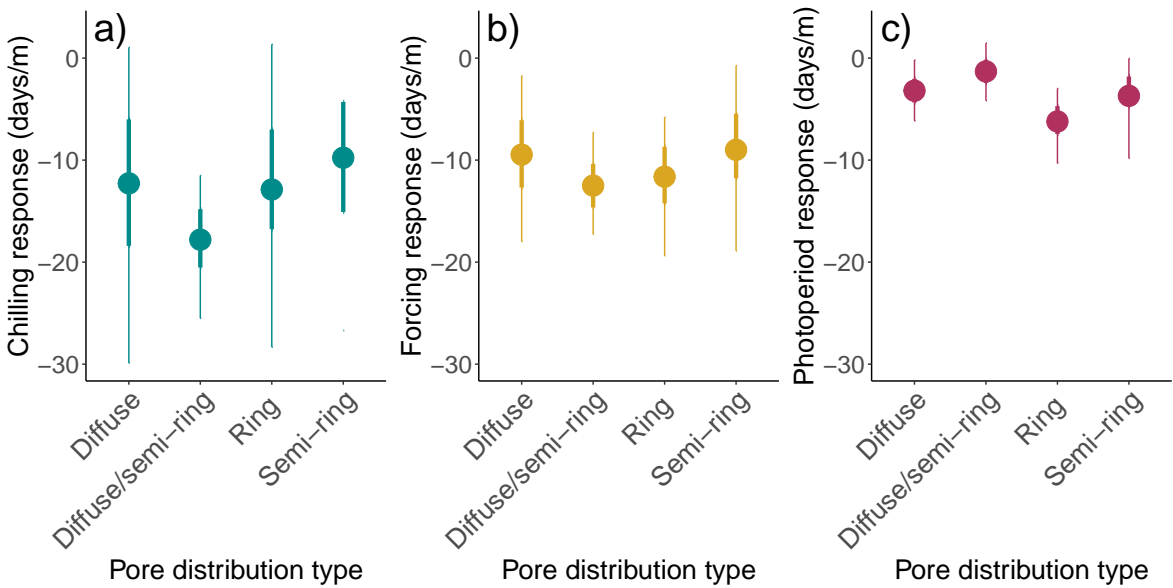 a)
Chilling response (days/m)
0
−10
−20
−30
Diffuse
Diffuse/semi−ring
Ring
Semi−ring
Pore distribution type
b)
Forcing response (days/m)
0
−10
−20
−30
Diffuse
Diffuse/semi−ring
Ring
Semi−ring
Pore distribution type
c)
Photoperiod response (days/m)
0
−10
−20
−30
Diffuse
Diffuse/semi−ring
Ring
Semi−ring
Pore distribution type